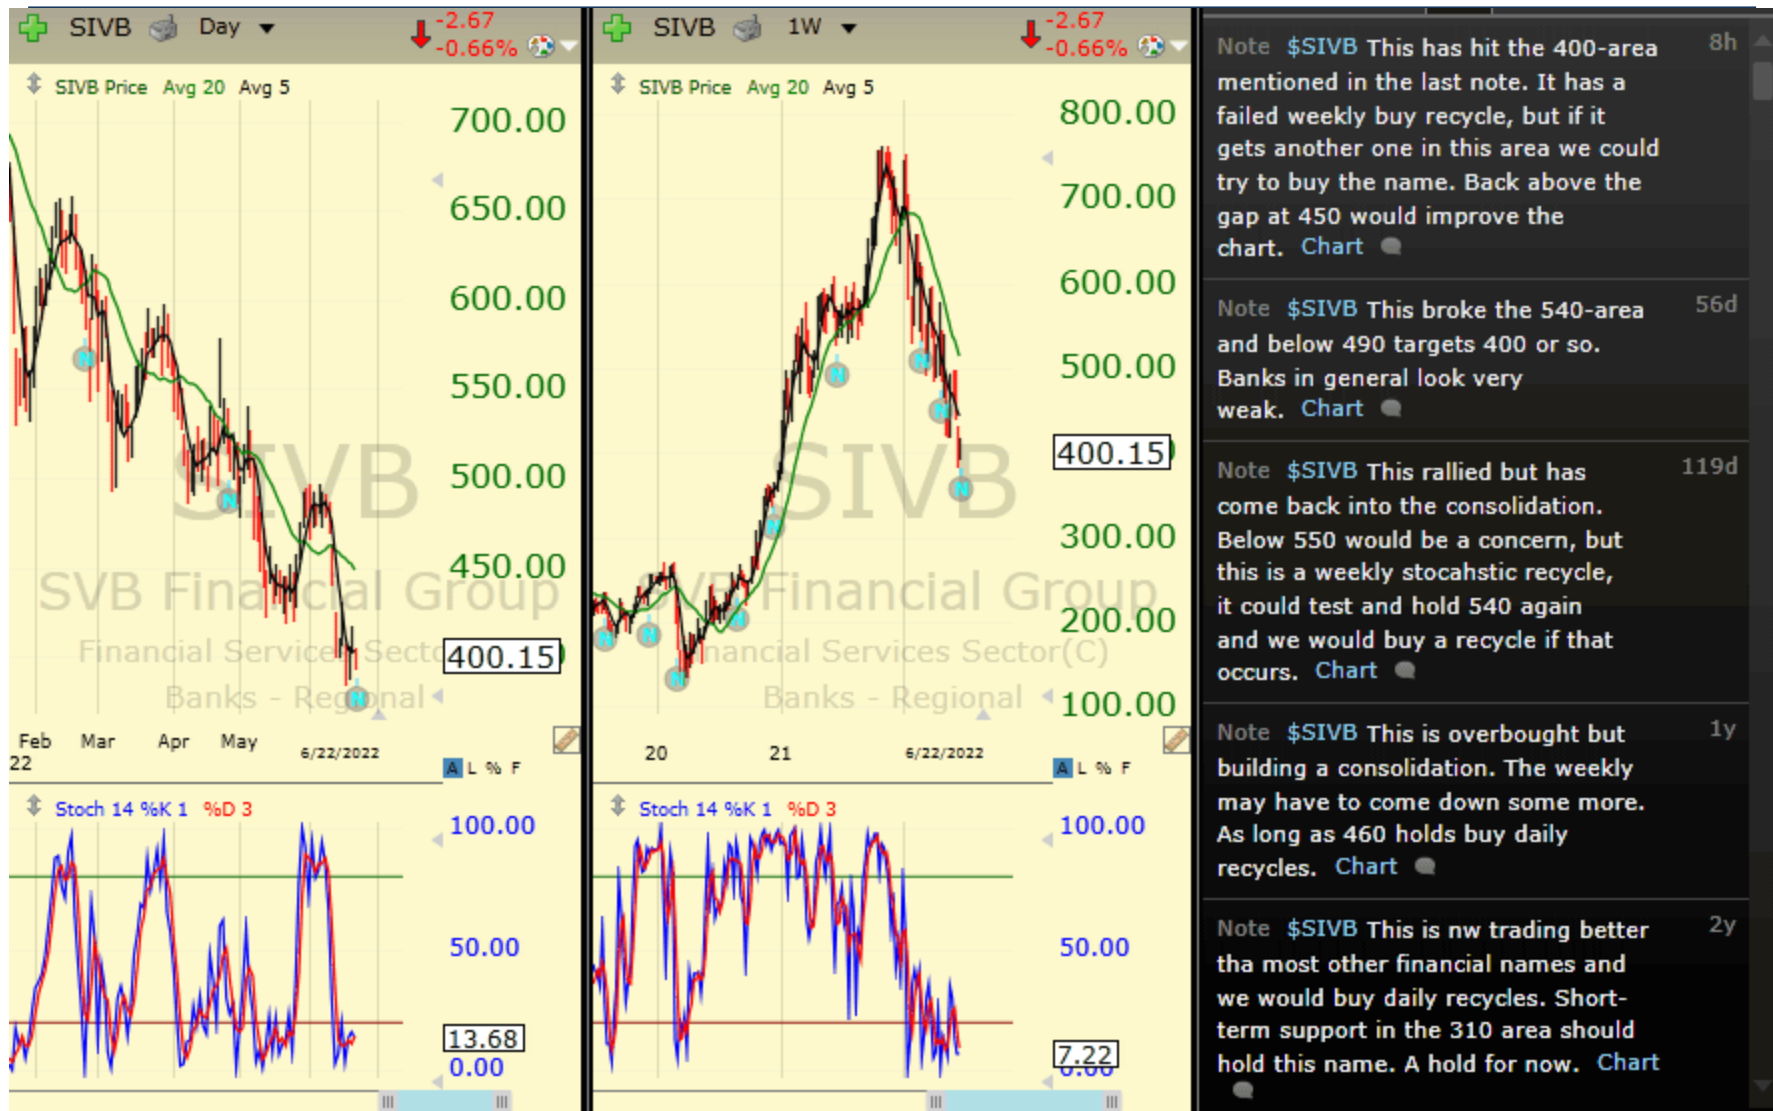 SIVB Day
-2.67
-0.66%
SIVB Price Avg 20 Avg 5
700.00
650.00
600.00
550.00
500.00
450.00
400.15
SIVB
SVB Financial Group
Financial Services Sector
Banks - Regional
N
N
N
Feb Mar Apr May 6/22/2022
22
A L % F
Stoch 14 %K 1 %D 3
100.00
50.00
13.68
0.00
SIVB 1W
-2.67
-0.66%
SIVB Price Avg 20 Avg 5
800.00
700.00
600.00
500.00
400.15
300.00
200.00
100.00
SIVB
SVB Financial Group
Financial Services Sector(C)
Banks - Regional
N
N
N
N
N
N
N
N
N
20 21 6/22/2022
A L % F
Stoch 14 %K 1 %D 3
100.00
50.00
7.22
0.00
Note $SIVB This has hit the 400-area 8h
mentioned in the last note. It has a
failed weekly buy recycle, but if it
gets another one in this area we could
try to buy the name. Back above the
gap at 450 would improve the
chart. Chart
Note $SIVB This broke the 540-area 56d
and below 490 targets 400 or so.
Banks in general look very
weak. Chart
Note $SIVB This rallied but has 119d
come back into the consolidation.
Below 550 would be a concern, but
this is a weekly stocahstic recycle,
it could test and hold 540 again
and we would buy a recycle if that
occurs. Chart
Note $SIVB This is overbought but 1y
building a consolidation. The weekly
may have to come down some more.
As long as 460 holds buy daily
recycles. Chart
Note $SIVB This is nw trading better 2y
tha most other financial names and
we would buy daily recycles. Short-
term support in the 310 area should
hold this name. A hold for now. Chart